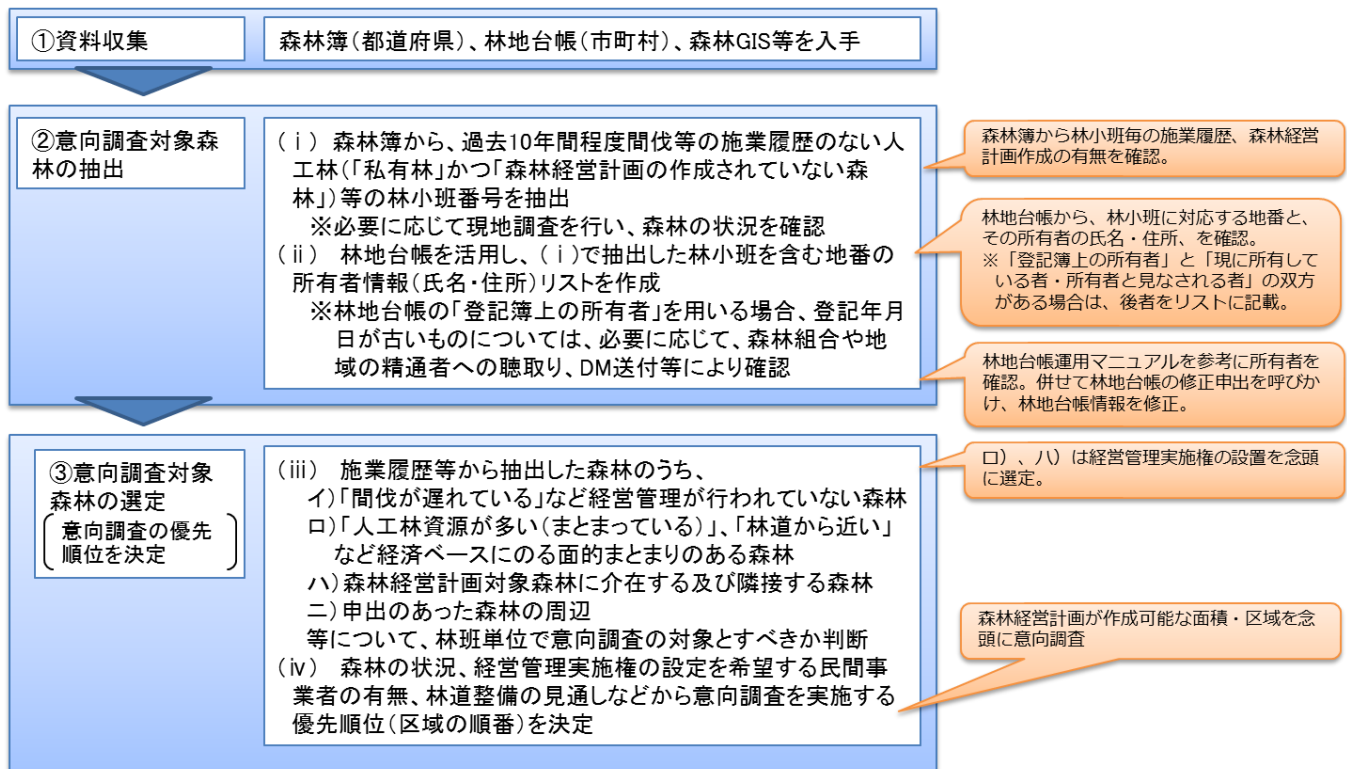 ①資料収集
森林簿(都道府県)、林地台帳(市町村)、森林GIS等を入手
②意向調査対象森
林の抽出
(ⅰ) 森林簿から、過去10年間程度間伐等の施業履歴のない人
工林(「私有林」かつ「森林経営計画の作成されていない森
林」)等の林小班番号を抽出
※必要に応じて現地調査を行い、森林の状況を確認
(ⅱ) 林地台帳を活用し、(ⅰ)で抽出した林小班を含む地番の
所有者情報(氏名・住所)リストを作成
※林地台帳の「登記簿上の所有者」を用いる場合、登記年月
日が古いものについては、必要に応じて、森林組合や地
域の精通者への聴取り、DM送付等により確認
森林簿から林小班毎の施業履歴、森林経営
計画作成の有無を確認。
林地台帳から、林小班に対応する地番と、
その所有者の氏名・住所、を確認。
※「登記簿上の所有者」と「現に所有して
いる者・所有者と見なされる者」の双方
がある場合は、後者をリストに記載。
林地台帳運用マニュアルを参考に所有者を
確認。併せて林地台帳の修正申出を呼びか
け、林地台帳情報を修正。
③意向調査対象
森林の選定
意向調査の優先
順位を決定
(ⅲ) 施業履歴等から抽出した森林のうち、
イ)「間伐が遅れている」など経営管理が行われていない森林
ロ)「人工林資源が多い(まとまっている)」、「林道から近い」
など経済ベースにのる面的まとまりのある森林
ハ)森林経営計画対象森林に介在する及び隣接する森林
ニ)申出のあった森林の周辺
等について、林班単位で意向調査の対象とすべきか判断
(ⅳ) 森林の状況、経営管理実施権の設定を希望する民間事
業者の有無、林道整備の見通しなどから意向調査を実施する
優先順位(区域の順番)を決定
ロ)、ハ)は経営管理実施権の設置を念頭
に選定。
森林経営計画が作成可能な面積・区域を念
頭に意向調査